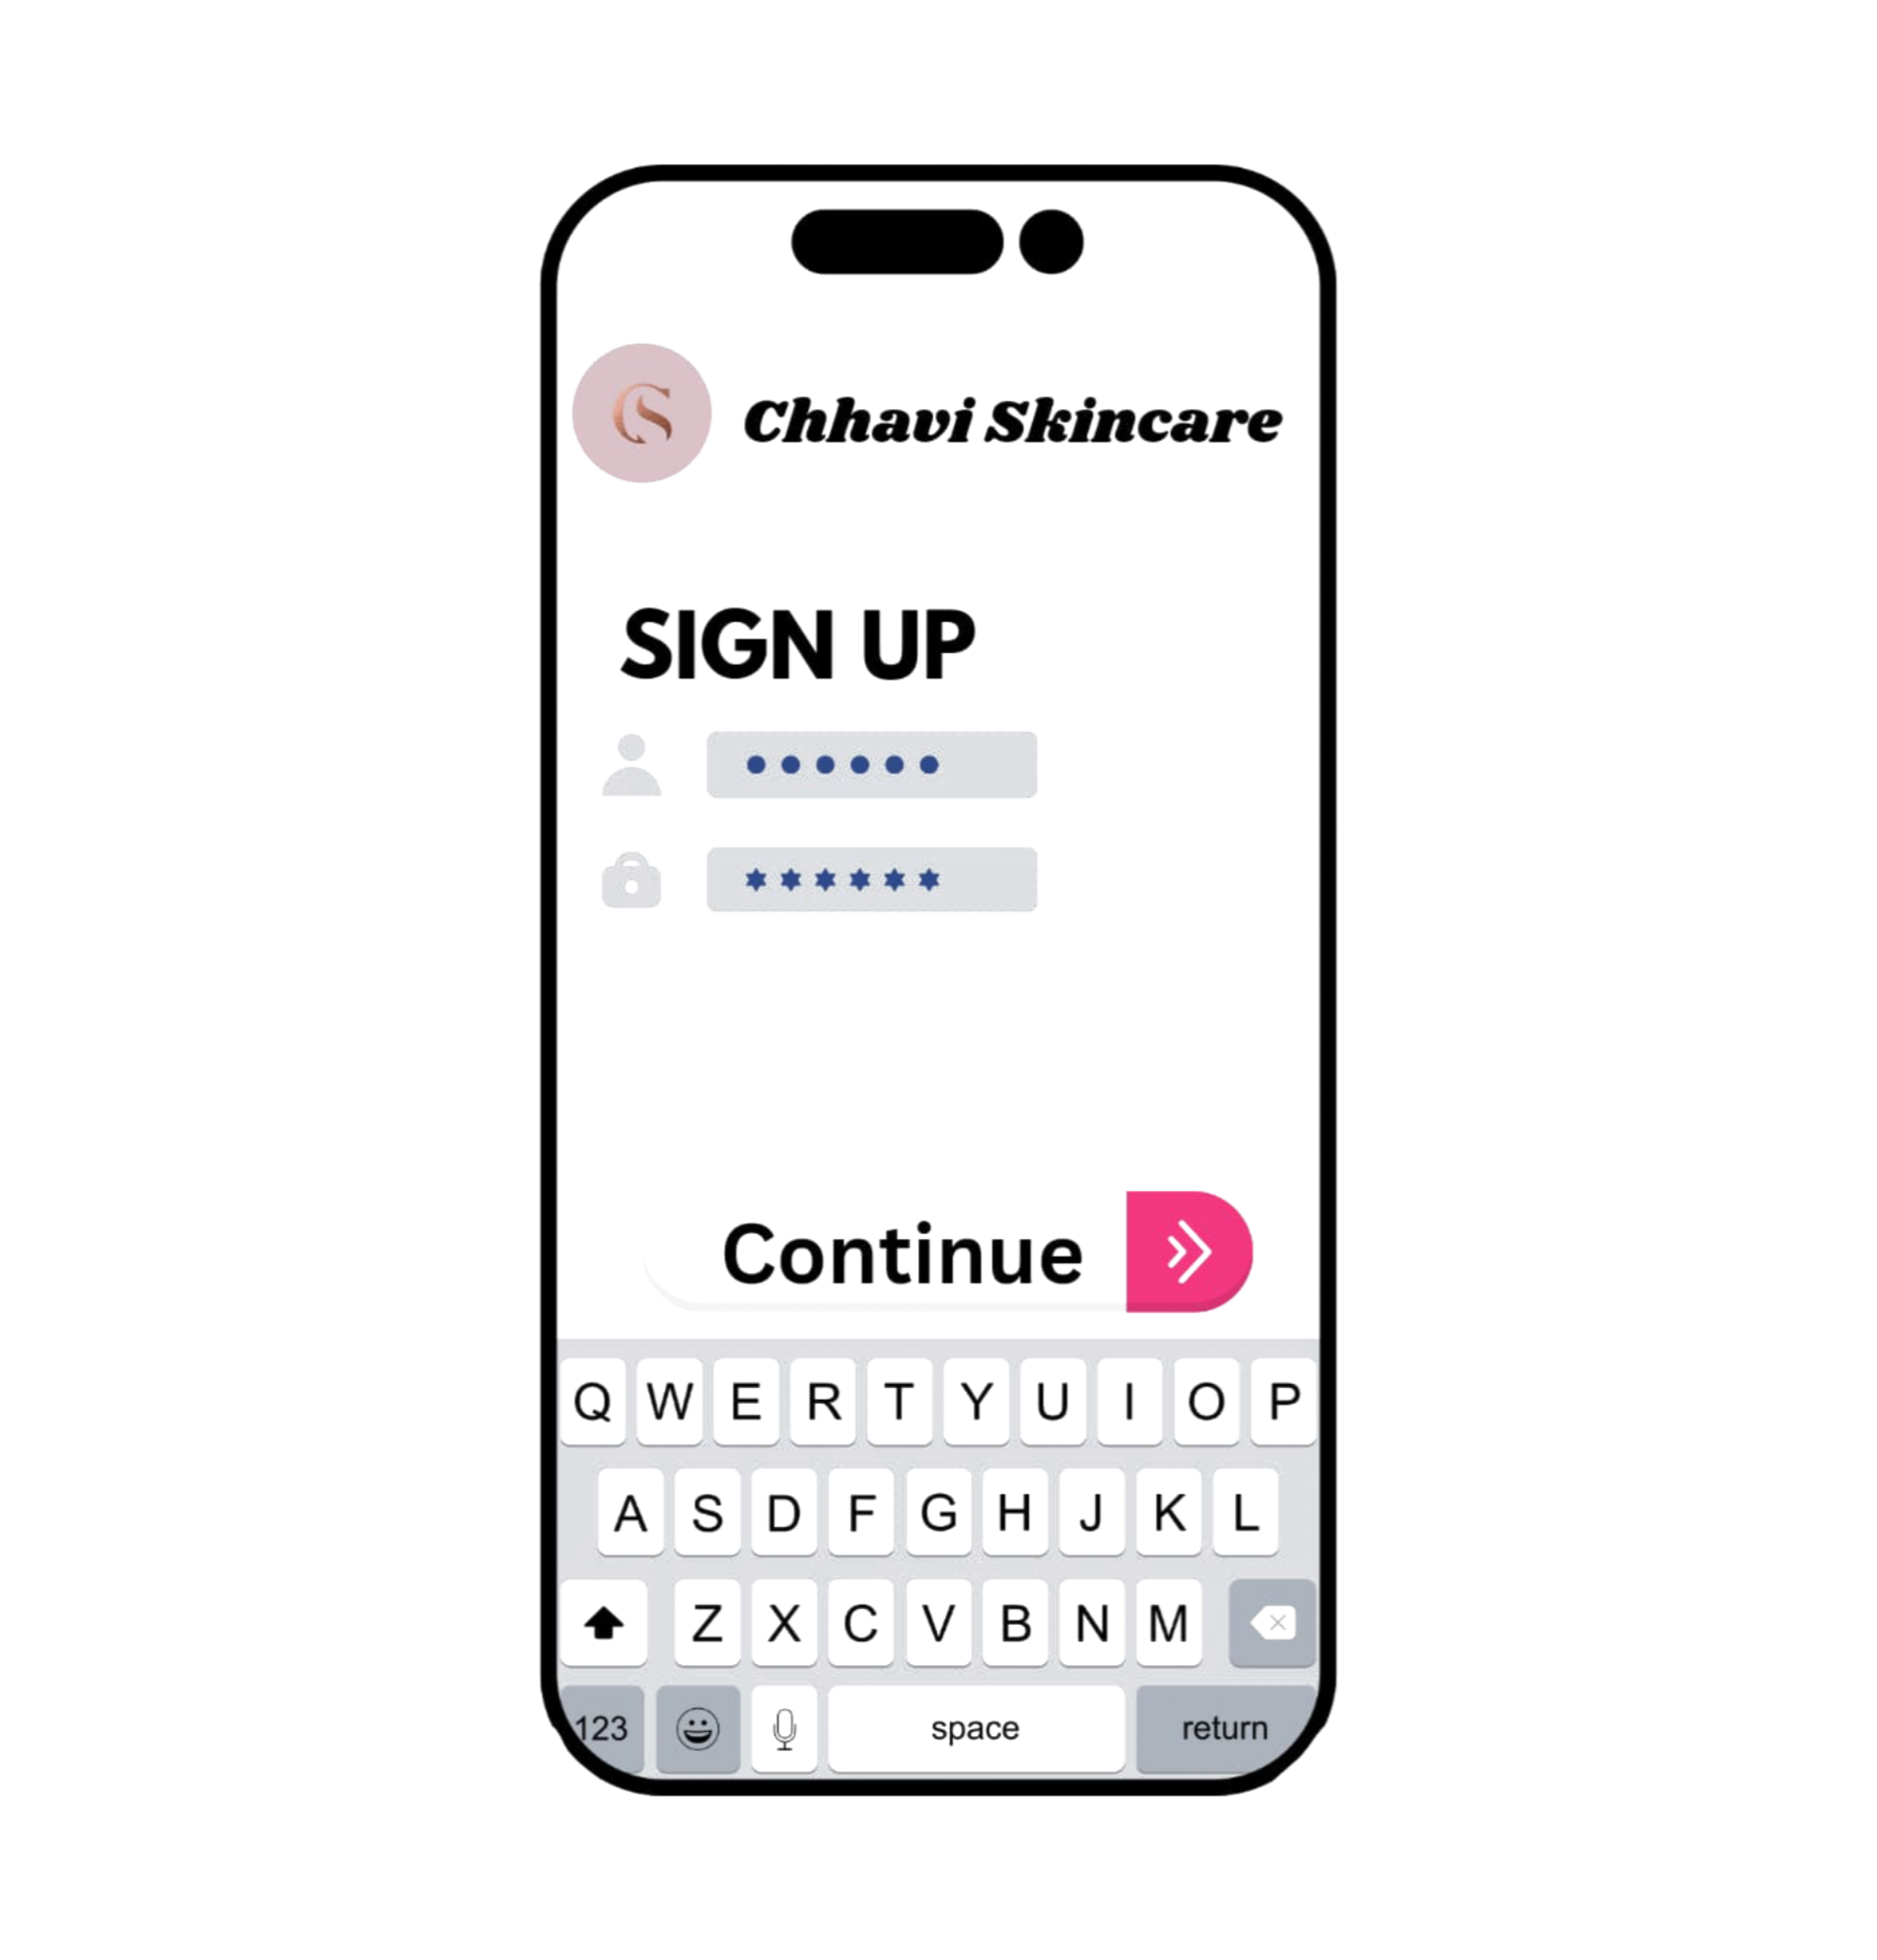 CS
Chhavi Skincare
SIGN UP
••••••
✶✶✶✶✶✶
Continue
Q W E R T Y U I O P
A S D F G H J K L
Z X C V B N M
123 space return